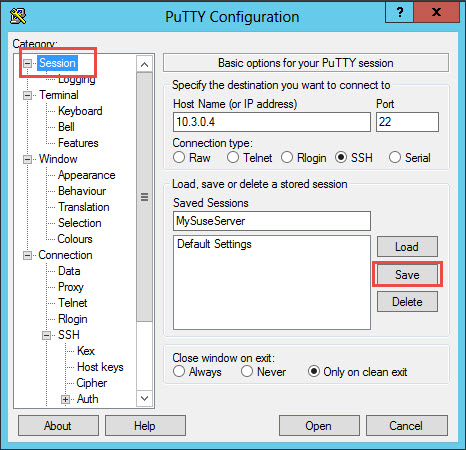 PuTTY Configuration
?
x
Category:
Session
Logging
Terminal
Keyboard
Bell
Features
Window
Appearance
Behaviour
Translation
Selection
Colours
Connection
Data
Proxy
Telnet
Rlogin
SSH
Kex
Host keys
Cipher
Auth
Basic options for your PuTTY session
Specify the destination you want to connect to
Host Name (or IP address) Port
10.3.0.4 22
Connection type:
Raw Telnet Rlogin SSH Serial
Load, save or delete a stored session
Saved Sessions
MySuseServer
Default Settings
Load
Save
Delete
Close window on exit:
Always Never Only on clean exit
About Help Open Cancel